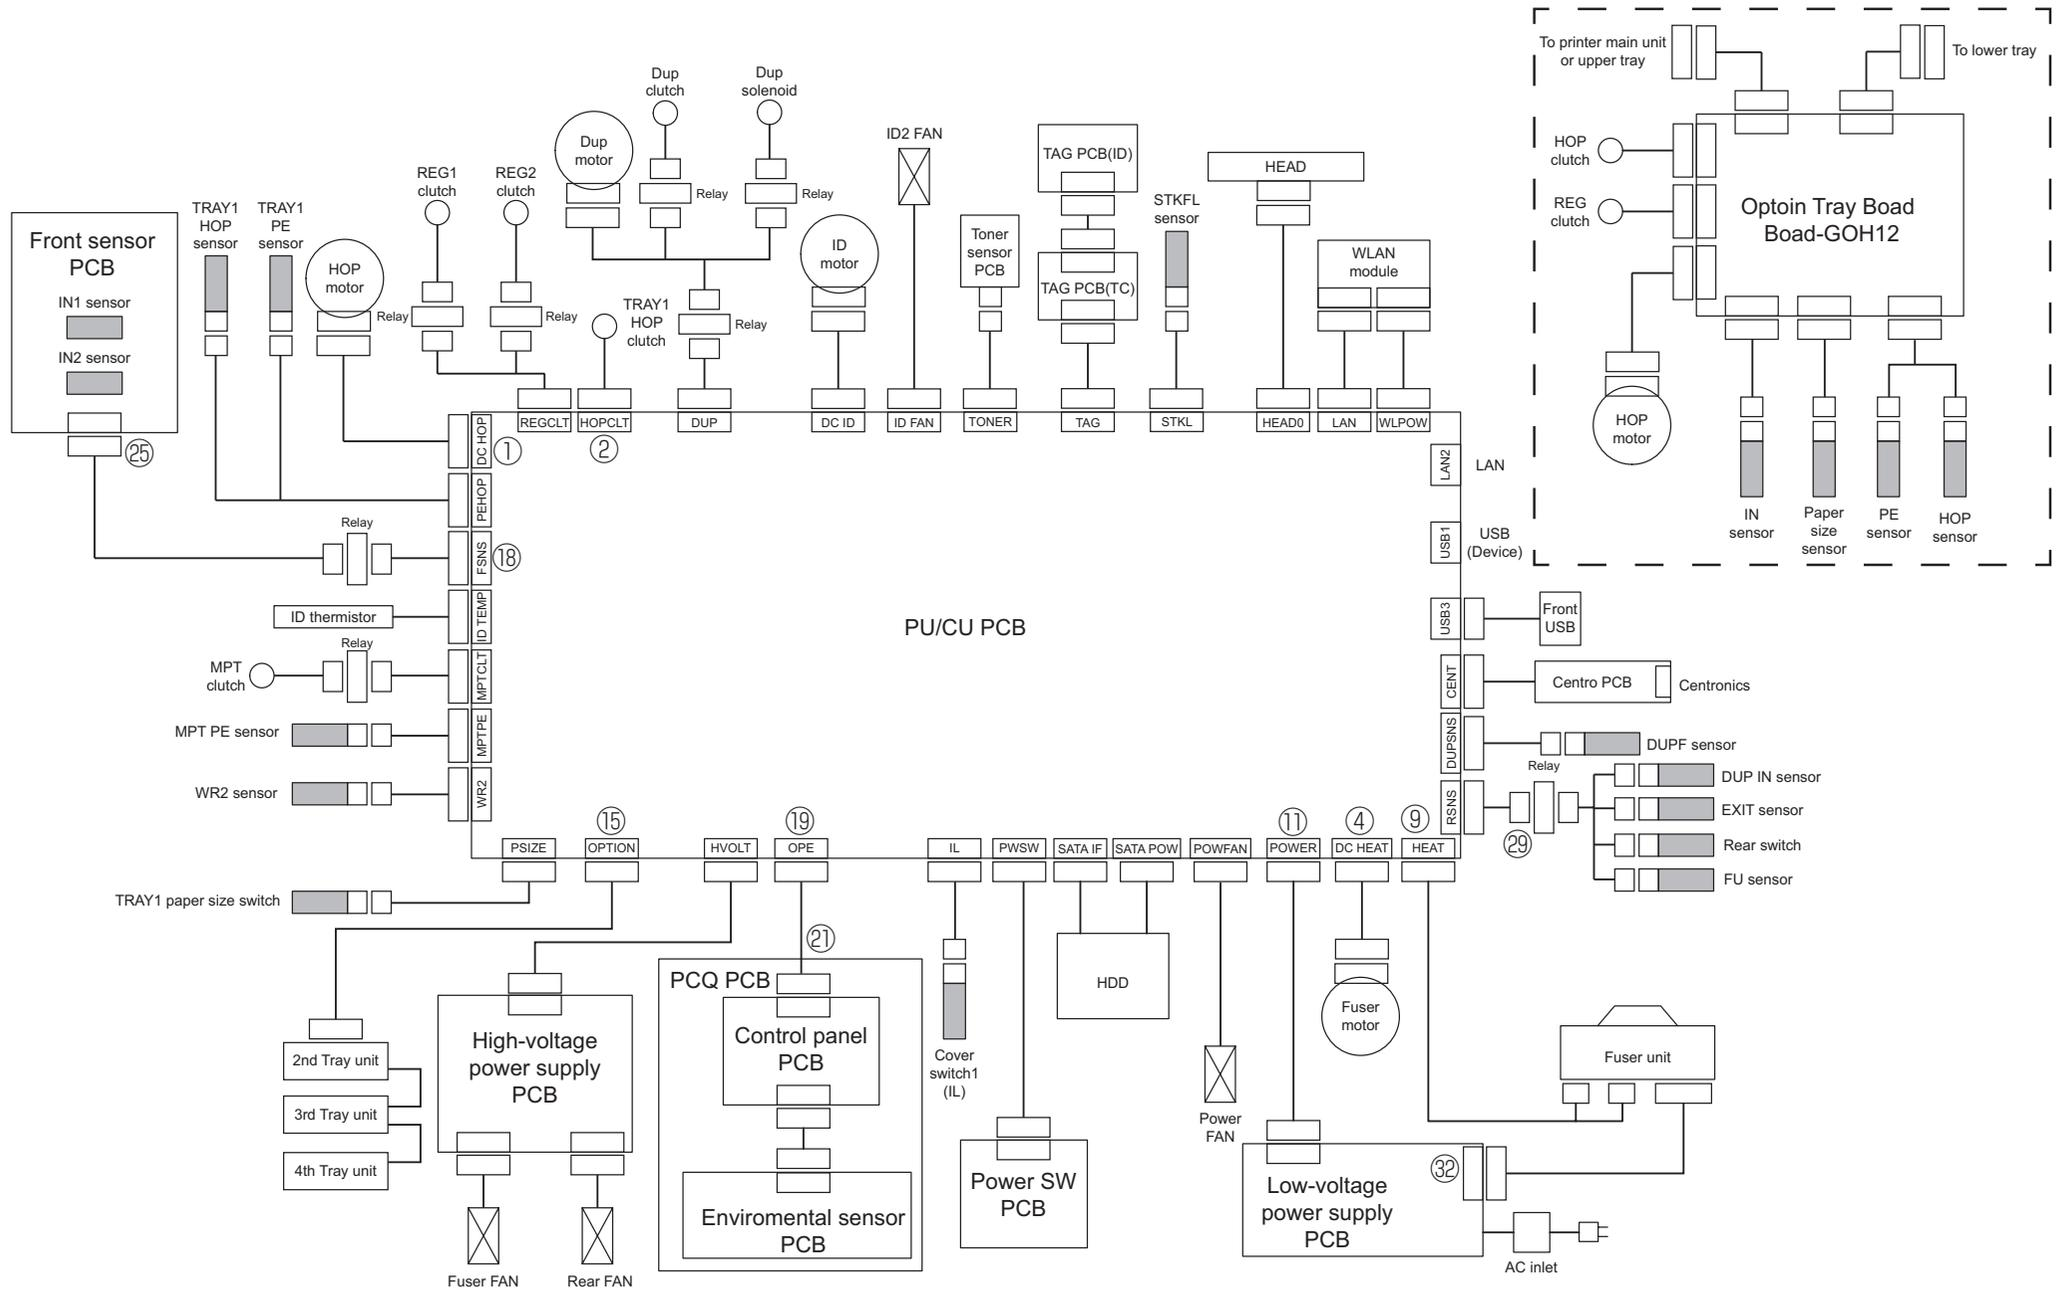 To printer main unit
or upper tray
To lower tray
HOP
clutch
REG
clutch
Optoin Tray Boad
Boad-GOH12
HOP
motor
IN
sensor
Paper
size
sensor
PE
sensor
HOP
sensor
Front sensor
PCB
IN1 sensor
IN2 sensor
25
TRAY1
HOP
sensor
TRAY1
PE
sensor
HOP
motor
REG1
clutch
Relay
REG2
clutch
Relay
Dup
motor
Dup
clutch
Relay
Dup
solenoid
Relay
TRAY1
HOP
clutch
Relay
ID
motor
ID2 FAN
Toner
sensor
PCB
TAG PCB(ID)
TAG PCB(TC)
STKFL
sensor
HEAD
WLAN
module
REGCLT
HOPCLT
DUP
DC ID
ID FAN
TONER
TAG
STKL
HEAD0
LAN
WLPOW
DC HOP
1
2
PEHOP
Relay
FSNS
18
ID thermistor
ID TEMP
Relay
MPT
clutch
MPTCLT
MPT PE sensor
MPTPE
WR2 sensor
WR2
PU/CU PCB
LAN2
LAN
USB1
USB
(Device)
USB3
Front
USB
CENT
Centro PCB
Centronics
DUPSNS
DUPF sensor
RSNS
Relay
29
DUP IN sensor
EXIT sensor
Rear switch
FU sensor
15
19
11
4
9
PSIZE
OPTION
HVOLT
OPE
IL
PWSW
SATA IF
SATA POW
POWFAN
POWER
DC HEAT
HEAT
TRAY1 paper size switch
2nd Tray unit
3rd Tray unit
4th Tray unit
High-voltage
power supply
PCB
Fuser FAN
Rear FAN
21
PCQ PCB
Control panel
PCB
Enviromental sensor
PCB
Cover
switch1
(IL)
Power SW
PCB
HDD
Power
FAN
Fuser
motor
Fuser unit
32
Low-voltage
power supply
PCB
AC inlet